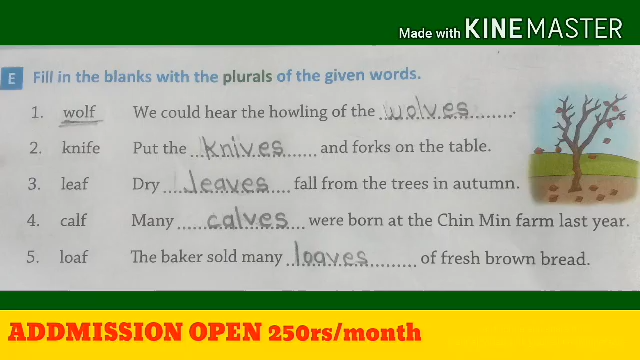 Made with KINEMASTER
E Fill in the blanks with the plurals of the given words.
1. wolf We could hear the howling of the wolves.
2. knife Put the knives and forks on the table.
3. leaf Dry leaves fall from the trees in autumn.
4. calf Many calves were born at the Chin Min farm last year.
5. loaf The baker sold many loaves of fresh brown bread.
ADDMISSION OPEN 250rs/month